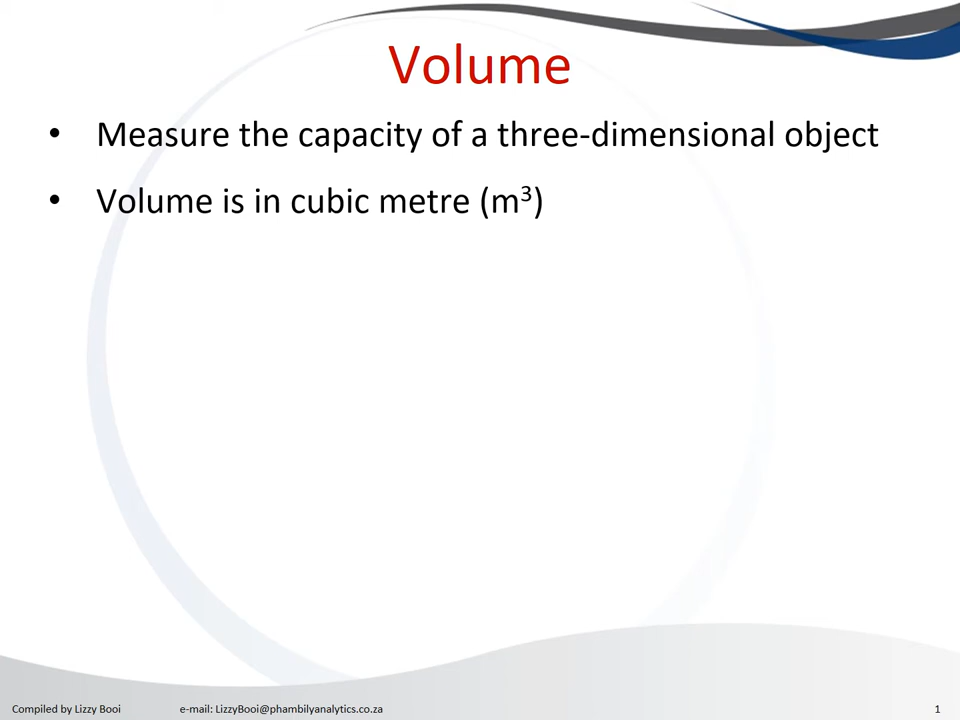 Volume
• Measure the capacity of a three-dimensional object
• Volume is in cubic metre (m³)
Compiled by Lizzy Booi e-mail: LizzyBooi@phambilyanalytics.co.za 1